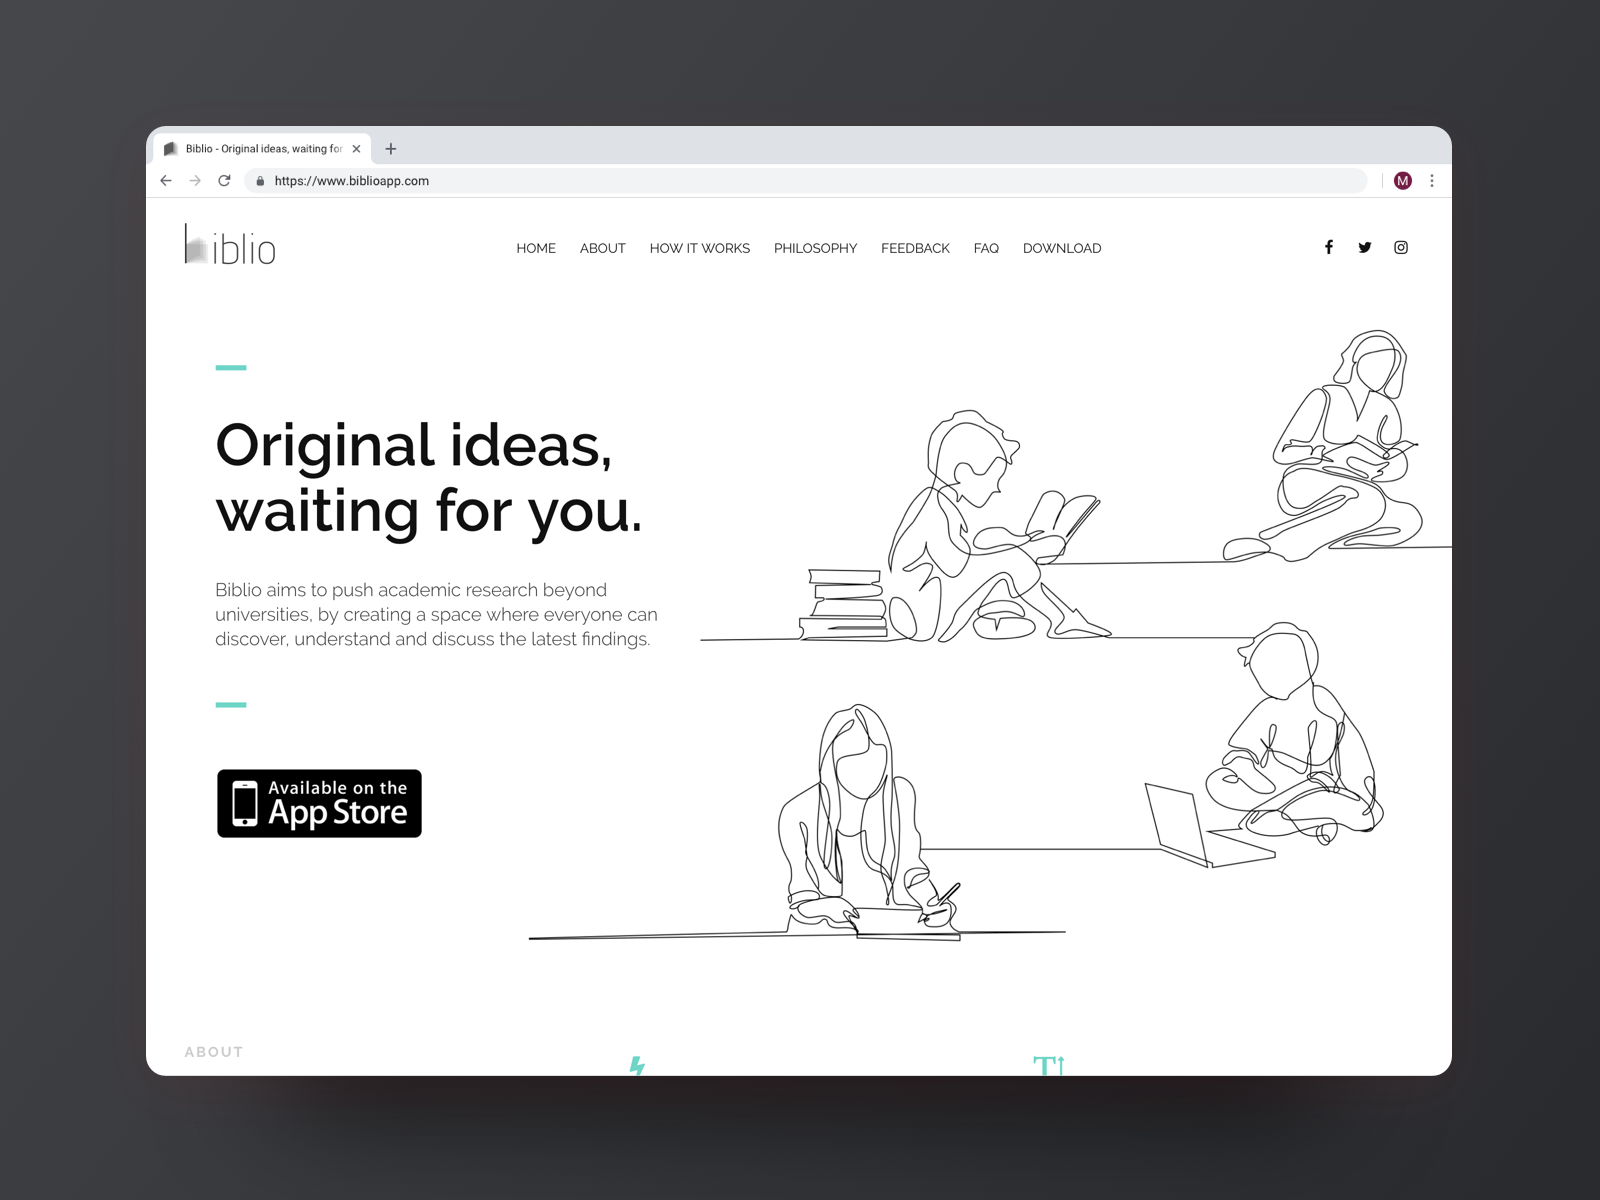 Biblio - Original ideas, waiting for
https://www.biblioapp.com
M
biblio
HOME ABOUT HOW IT WORKS PHILOSOPHY FEEDBACK FAQ DOWNLOAD
Original ideas,
waiting for you.
Biblio aims to push academic research beyond
universities, by creating a space where everyone can
discover, understand and discuss the latest findings.
Available on the
App Store
ABOUT
T